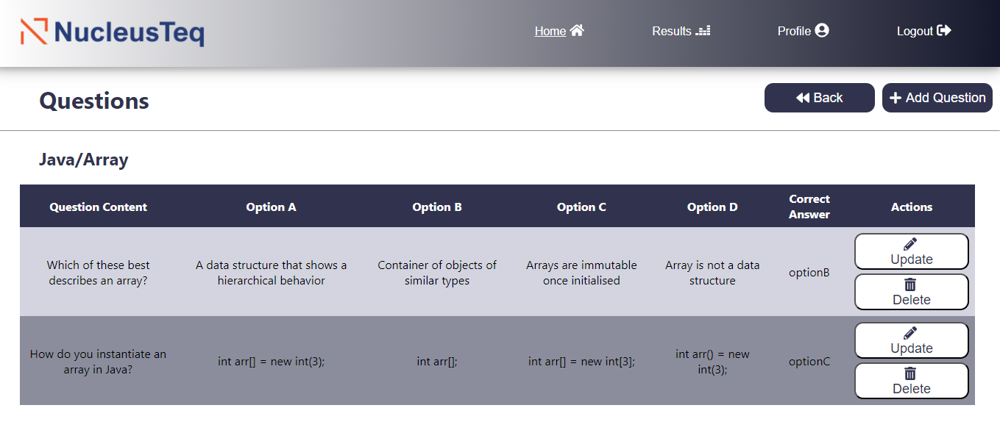 NucleusTeq
Home
Results
Profile
Logout
Questions
Back
Add Question
Java/Array
Question Content
Option A
Option B
Option C
Option D
Correct
Answer
Actions
Which of these best
describes an array?
A data structure that shows a
hierarchical behavior
Container of objects of
similar types
Arrays are immutable
once initialised
Array is not a data
structure
optionB
Update
Delete
How do you instantiate an
array in Java?
int arr[] = new int(3);
int arr[];
int arr[] = new int[3];
int arr() = new
int(3);
optionC
Update
Delete